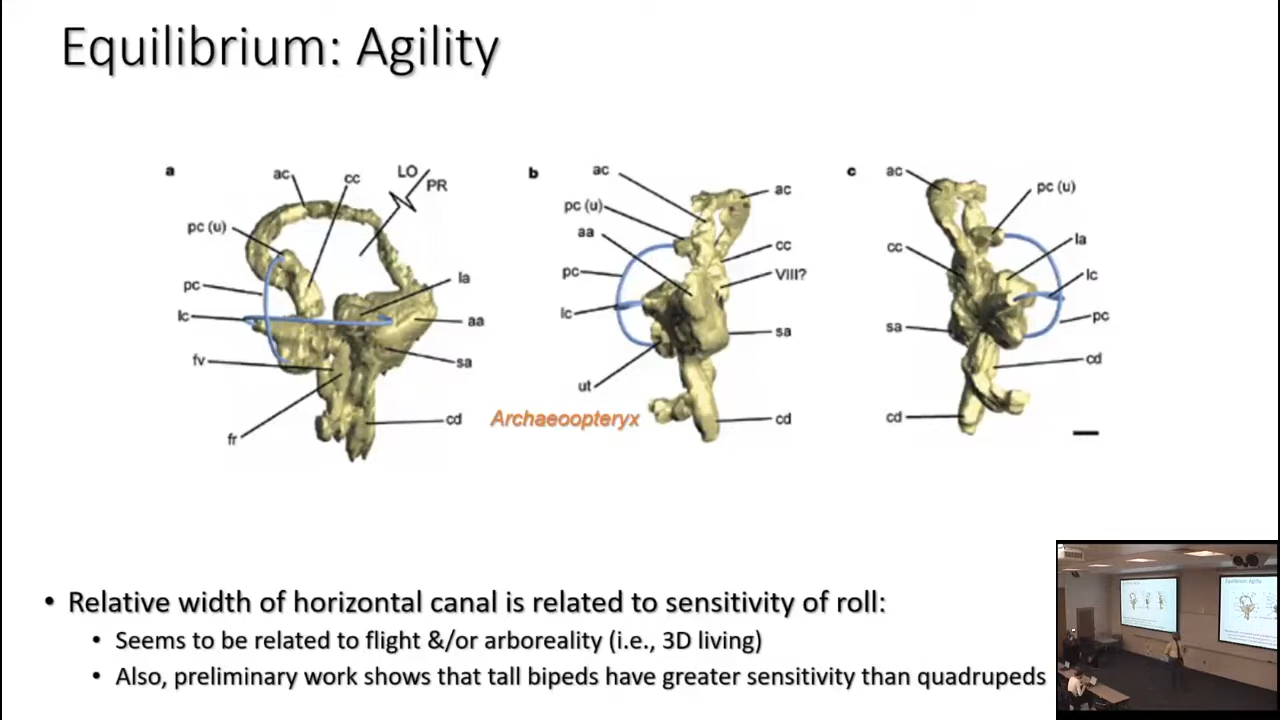 Equilibrium: Agility
a
ac
cc
LO
PR
pc (u)
pc
lc
fv
fr
la
aa
sa
cd
Archaeopteryx
b
ac
pc (u)
aa
pc
lc
ut
ac
cc
VIII?
sa
cd
c
ac
cc
sa
cd
pc (u)
la
lc
pc
cd
• Relative width of horizontal canal is related to sensitivity of roll:
• Seems to be related to flight &/or arboreality (i.e., 3D living)
• Also, preliminary work shows that tall bipeds have greater sensitivity than quadrupeds
Equilibrium: Agility